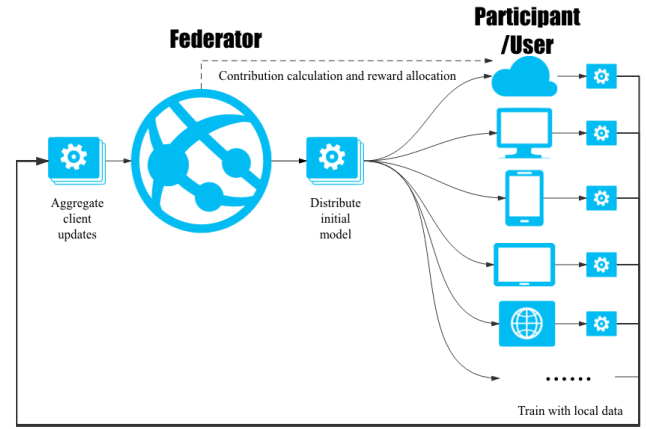 Federator
Participant
/User
Contribution calculation and reward allocation
Aggregate
client
updates
Distribute
initial
model
......
Train with local data